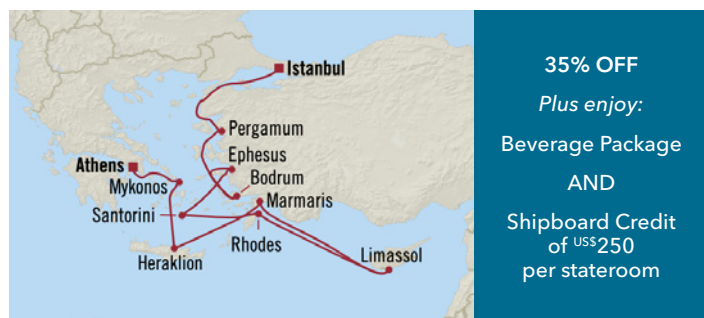 Istanbul
Pergamum
Ephesus
Athens
Bodrum
Mykonos
Marmaris
Santorini
Rhodes
Limassol
Heraklion
35% OFF
Plus enjoy:
Beverage Package
AND
Shipboard Credit
of US$250
per stateroom